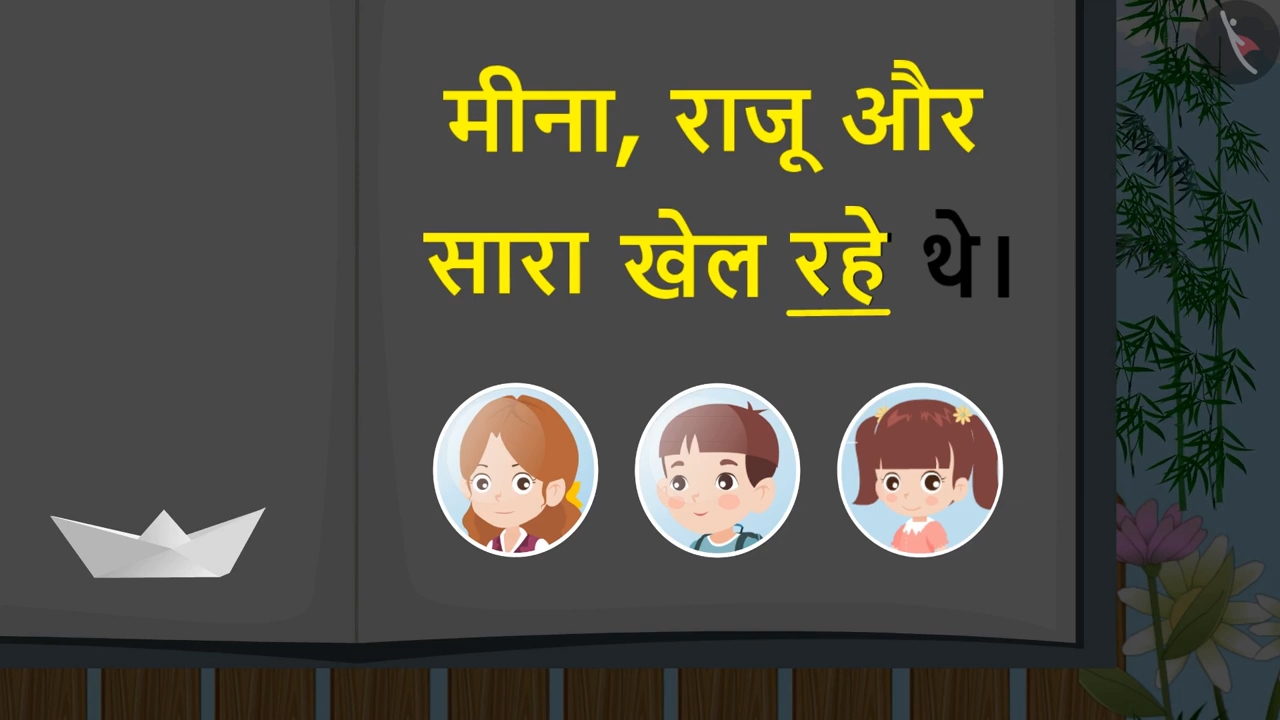 मीना, राजू और
सारा खेल रहे थे।